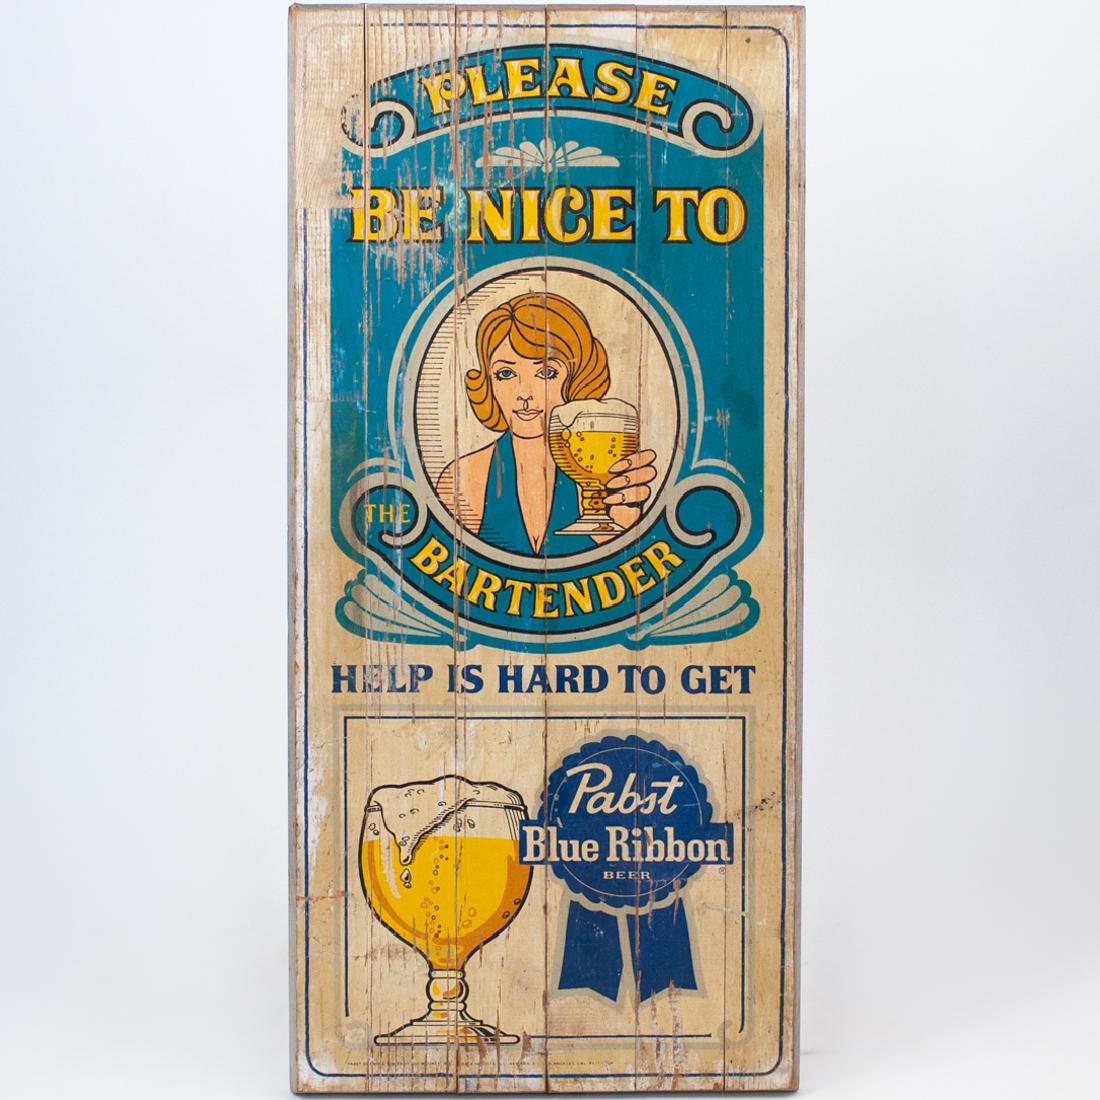 PLEASE
BE NICE TO
THE
BARTENDER
HELP IS HARD TO GET
Pabst
Blue Ribbon
BEER
®